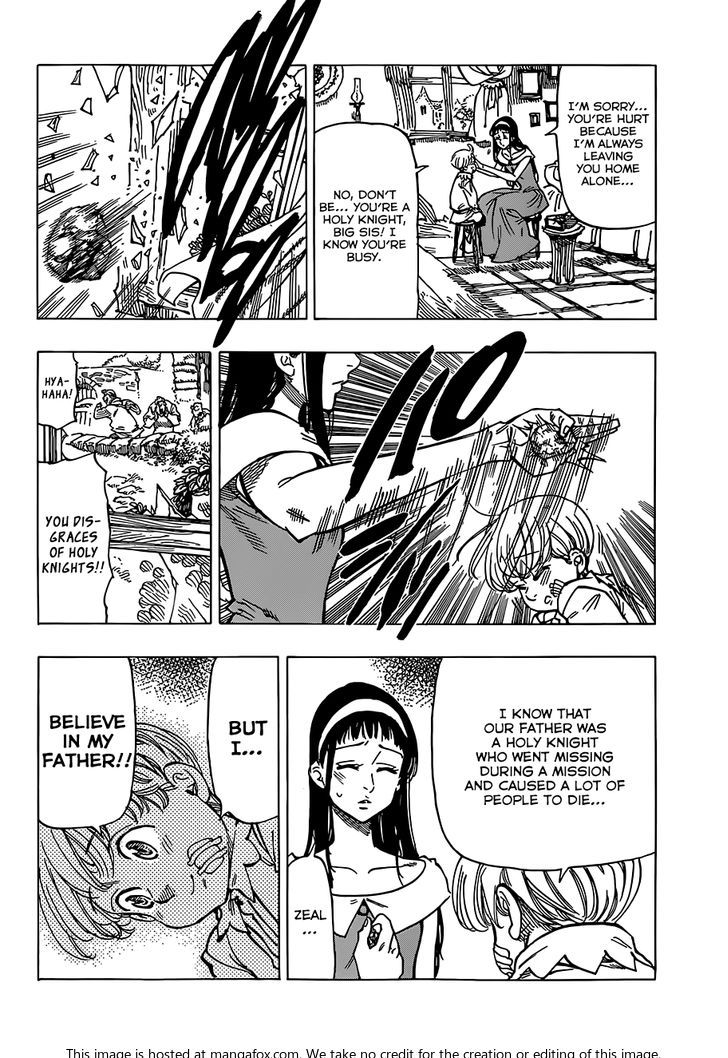 I'M SORRY...
YOU'RE HURT
BECAUSE
I'M ALWAYS
LEAVING
YOU HOME
ALONE...
NO, DON'T
BE... YOU'RE A
HOLY KNIGHT,
BIG SIS! I
KNOW YOU'RE
BUSY.
HYA-
HAHA!
YOU DIS-
GRACES
OF HOLY
KNIGHTS!!
I KNOW THAT
OUR FATHER WAS
A HOLY KNIGHT
WHO WENT MISSING
DURING A MISSION
AND CAUSED A LOT OF
PEOPLE TO DIE...
ZEAL
...
BUT
I...
BELIEVE
IN MY
FATHER!!
This image is hosted at mangafox.com. We take no credit for the creation or editing of this image.